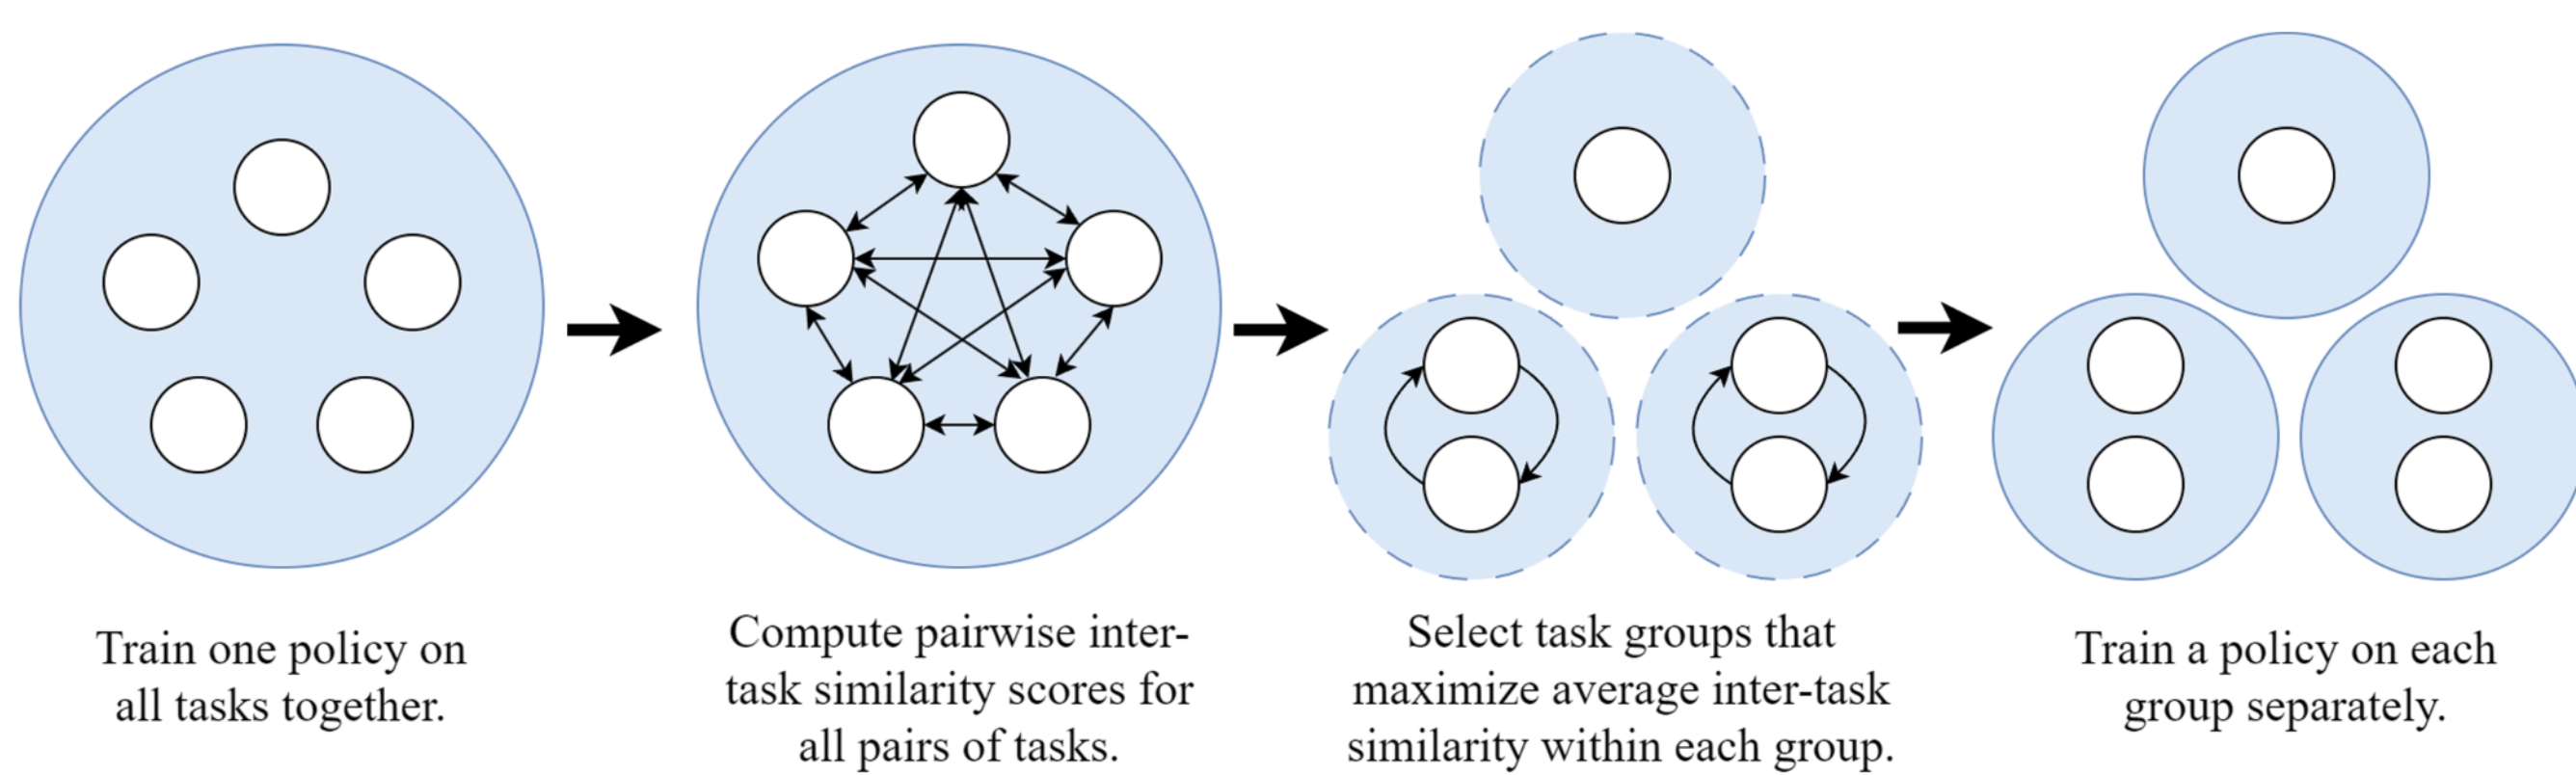 Train one policy on
all tasks together.
Compute pairwise inter-
task similarity scores for
all pairs of tasks.
Select task groups that
maximize average inter-task
similarity within each group.
Train a policy on each
group separately.